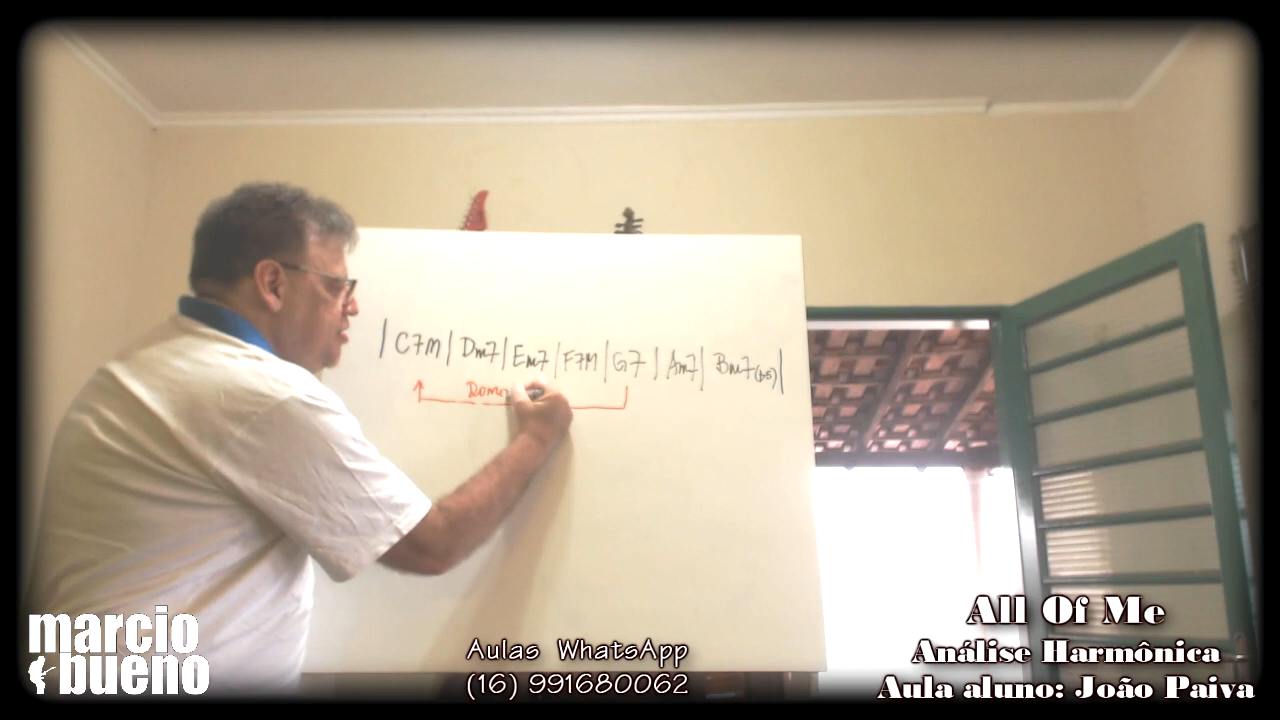 | C7M | Dm7 | Em7 | F7M | G7 | Am7 | Bm7(b5) |
marcio
bueno
Aulas WhatsApp
(16) 991680062
All Of Me
Análise Harmônica
Aula aluno: João Paiva